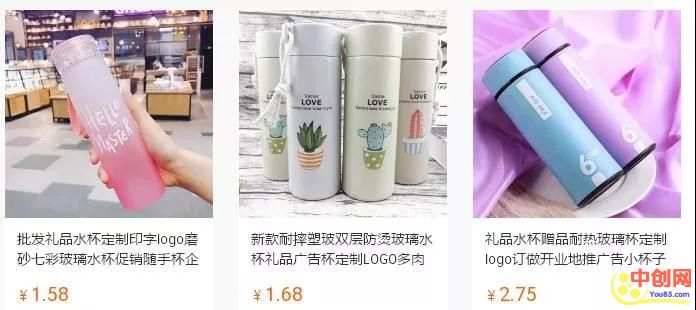 HELLO
MASTER
Cactus
LOVE
Cactus
LOVE
Cactus
LOVE
批发礼品水杯定制印字logo磨
砂七彩玻璃水杯促销随手杯企
¥1.58
新款耐摔塑玻双层防烫玻璃水
杯礼品广告杯定制LOGO多肉
¥1.68
礼品水杯赠品耐热玻璃杯定制
logo订做开业地推广告小杯子
¥2.75
中创网
You85.com